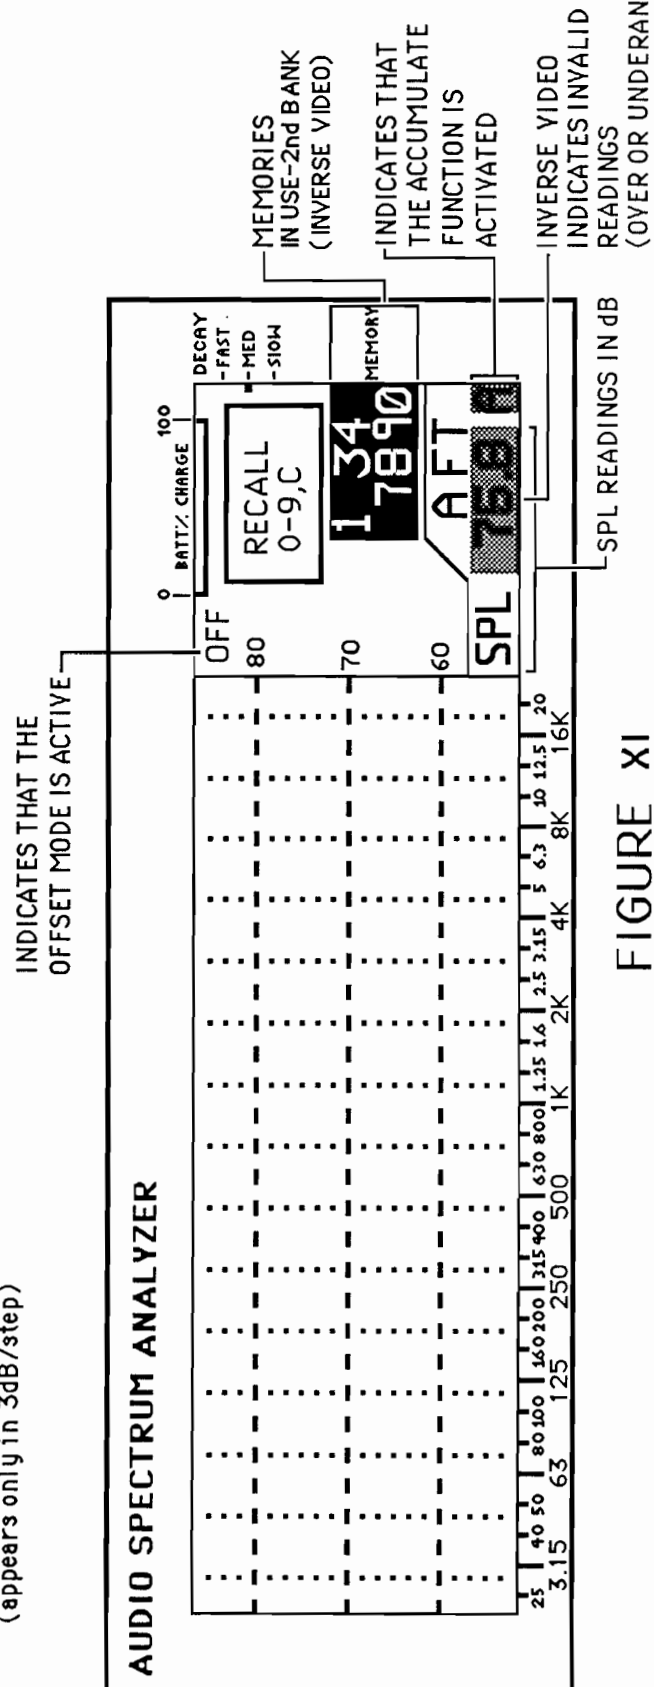 (appears only in 3dB/step)
INDICATES THAT THE
OFFSET MODE IS ACTIVE
AUDIO SPECTRUM ANALYZER
0 BATT% CHARGE 100
OFF
DECAY
-FAST
-MED
-SlOW
RECALL
0-9,C
80
70
60
1 34
7890
MEMORY
AFT
SPL 76.8 A
25 40 50 80 100 160 200 315 400 630 800 1.25 1.6 2.5 3.15 5 6.3 10 12.5 20
3.15 63 125 250 500 1K 2K 4K 8K 16K
MEMORIES
IN USE-2nd BANK
(INVERSE VIDEO)
INDICATES THAT
THE ACCUMULATE
FUNCTION IS
ACTIVATED
INVERSE VIDEO
INDICATES INVALID
READINGS
(OVER OR
SPL READINGS IN dB
FIGURE XI